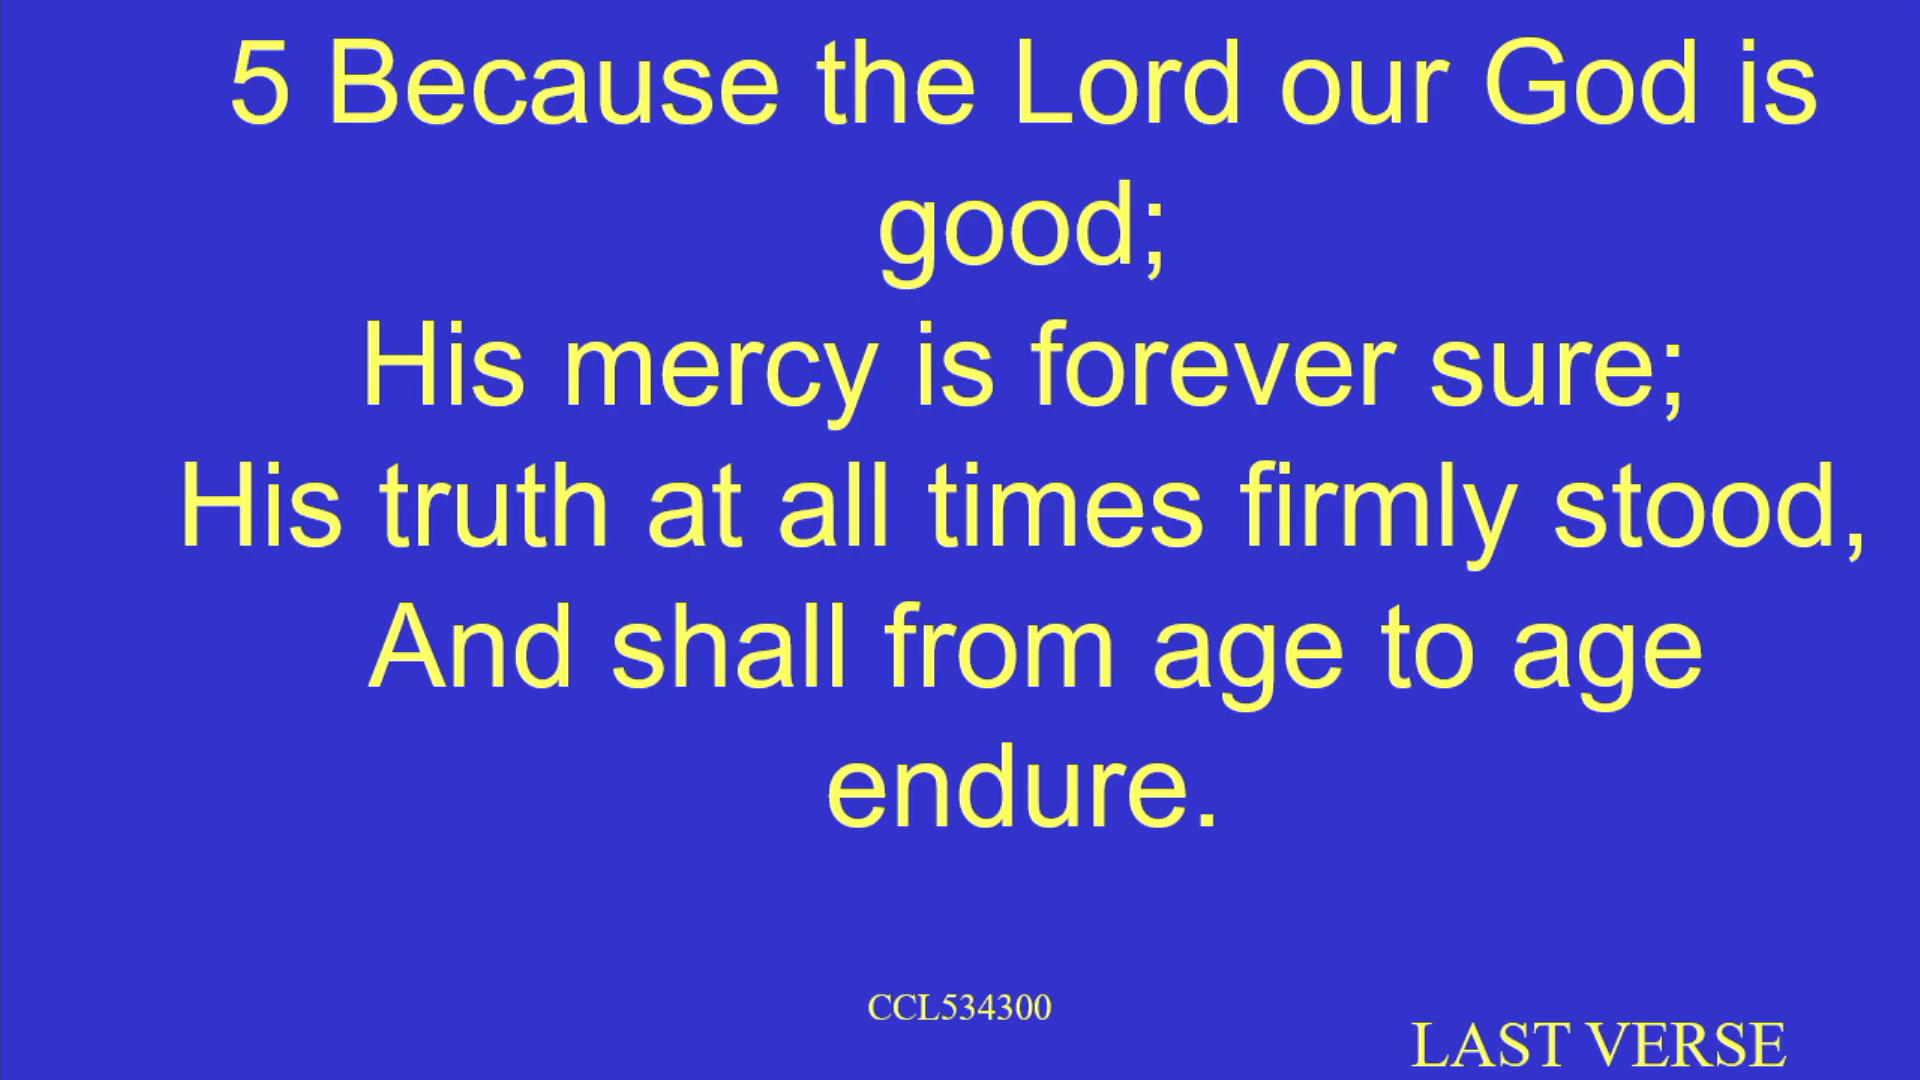 5 Because the Lord our God is
good;
His mercy is forever sure;
His truth at all times firmly stood,
And shall from age to age
endure.
CCL534300
LAST VERSE